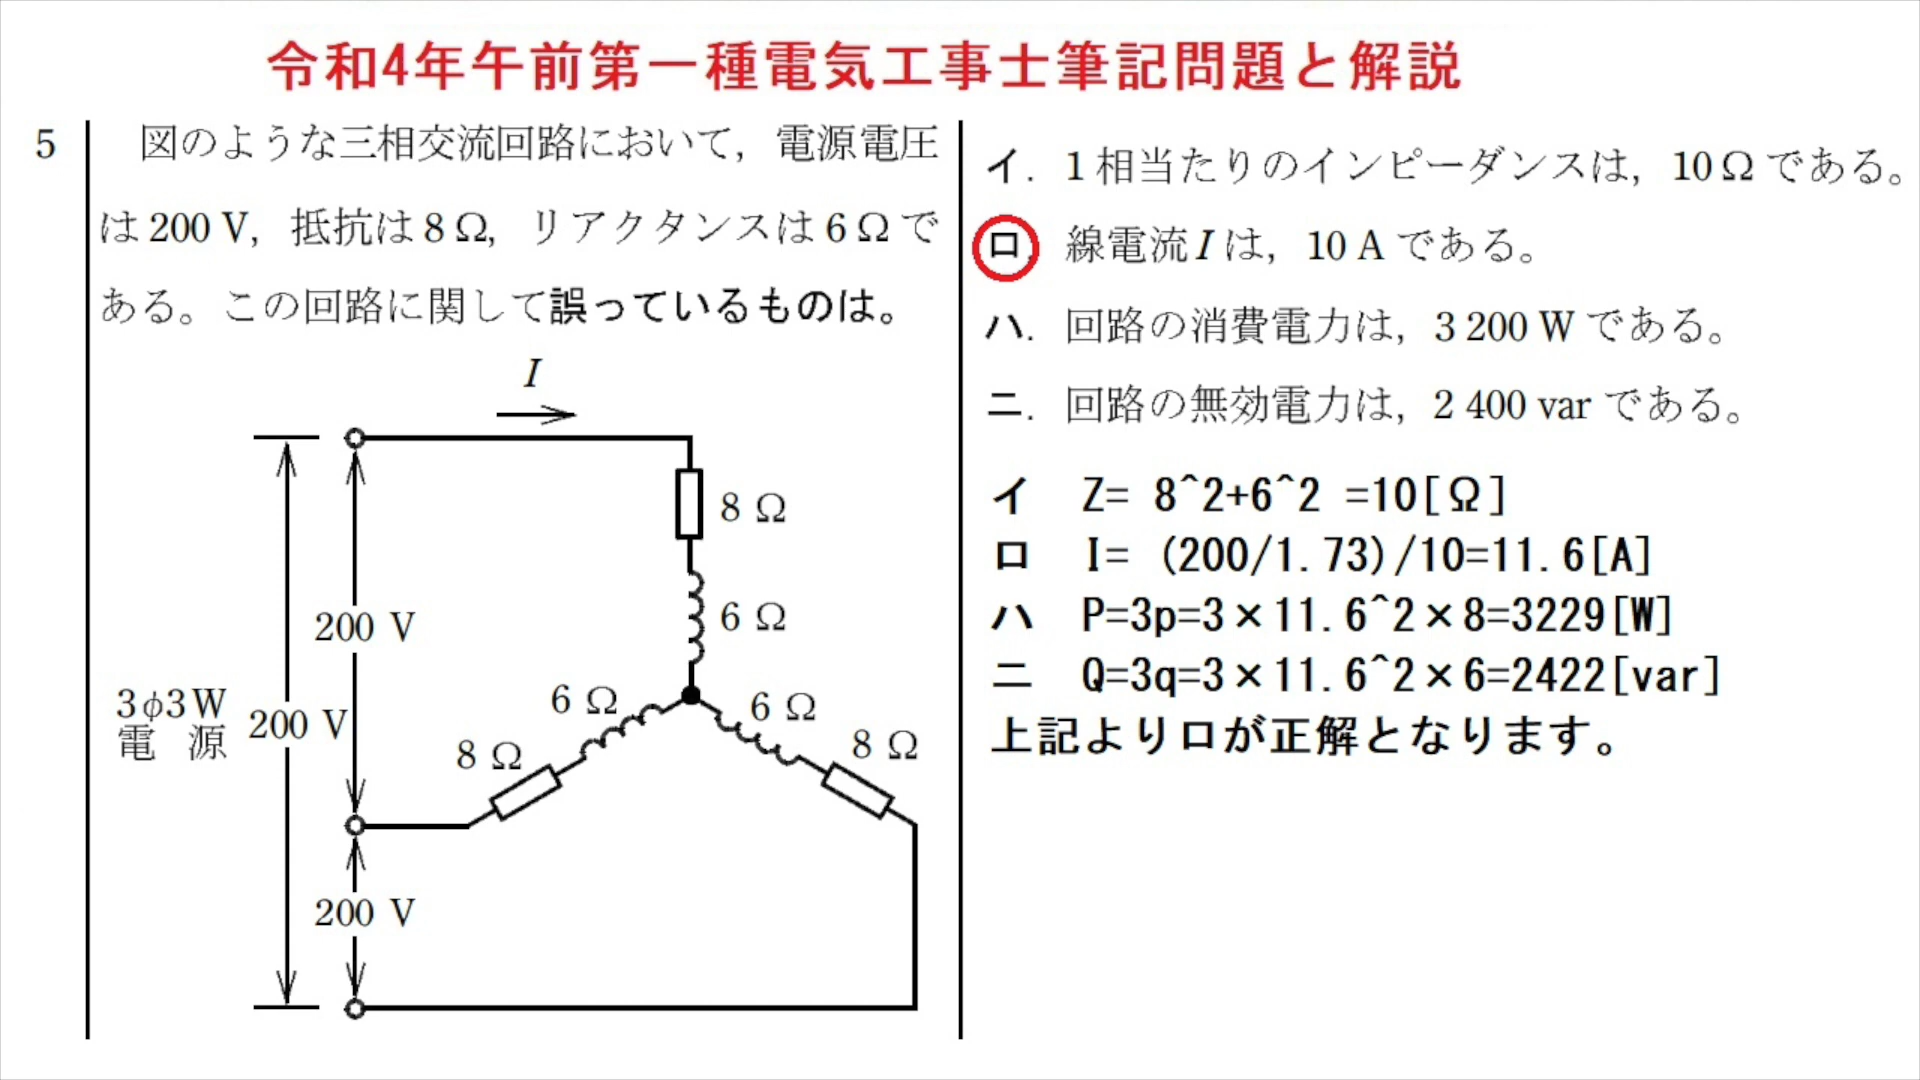 令和4年午前第一種電気工事士筆記問題と解説
5 図のような三相交流回路において，電源電圧
は 200 V，抵抗は 8 Ω，リアクタンスは 6 Ω で
ある。この回路に関して誤っているものは。
I
8 Ω
6 Ω
200 V
3φ3W
電 源
200 V
6 Ω
6 Ω
8 Ω
8 Ω
200 V
イ．1 相当たりのインピーダンスは，10 Ω である。
ロ．線電流 I は，10 A である。
ハ．回路の消費電力は，3 200 W である。
ニ．回路の無効電力は，2 400 var である。
イ Z= 8^2+6^2 =10[Ω]
ロ I= (200/1.73)/10=11.6[A]
ハ P=3p=3×11.6^2×8=3229[W]
ニ Q=3q=3×11.6^2×6=2422[var]
上記よりロが正解となります。